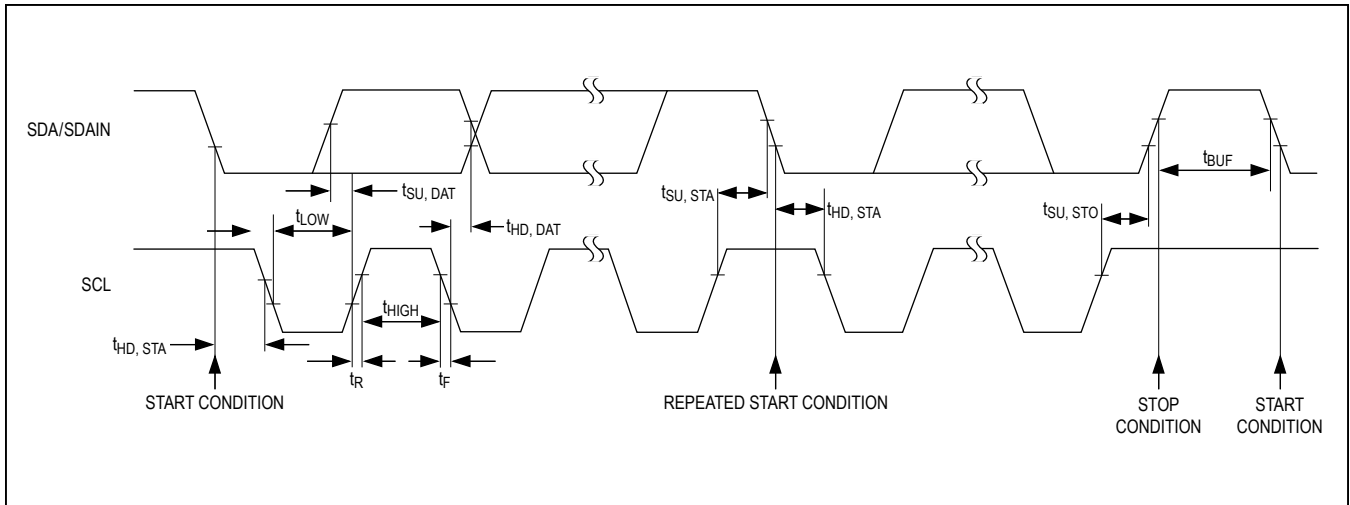 SDA/SDAIN
tSU, DAT
tLOW
tHD, DAT
tSU, STA
tHD, STA
tSU, STO
tBUF
SCL
tHIGH
tHD, STA
tR
tF
START CONDITION
REPEATED START CONDITION
STOP
CONDITION
START
CONDITION